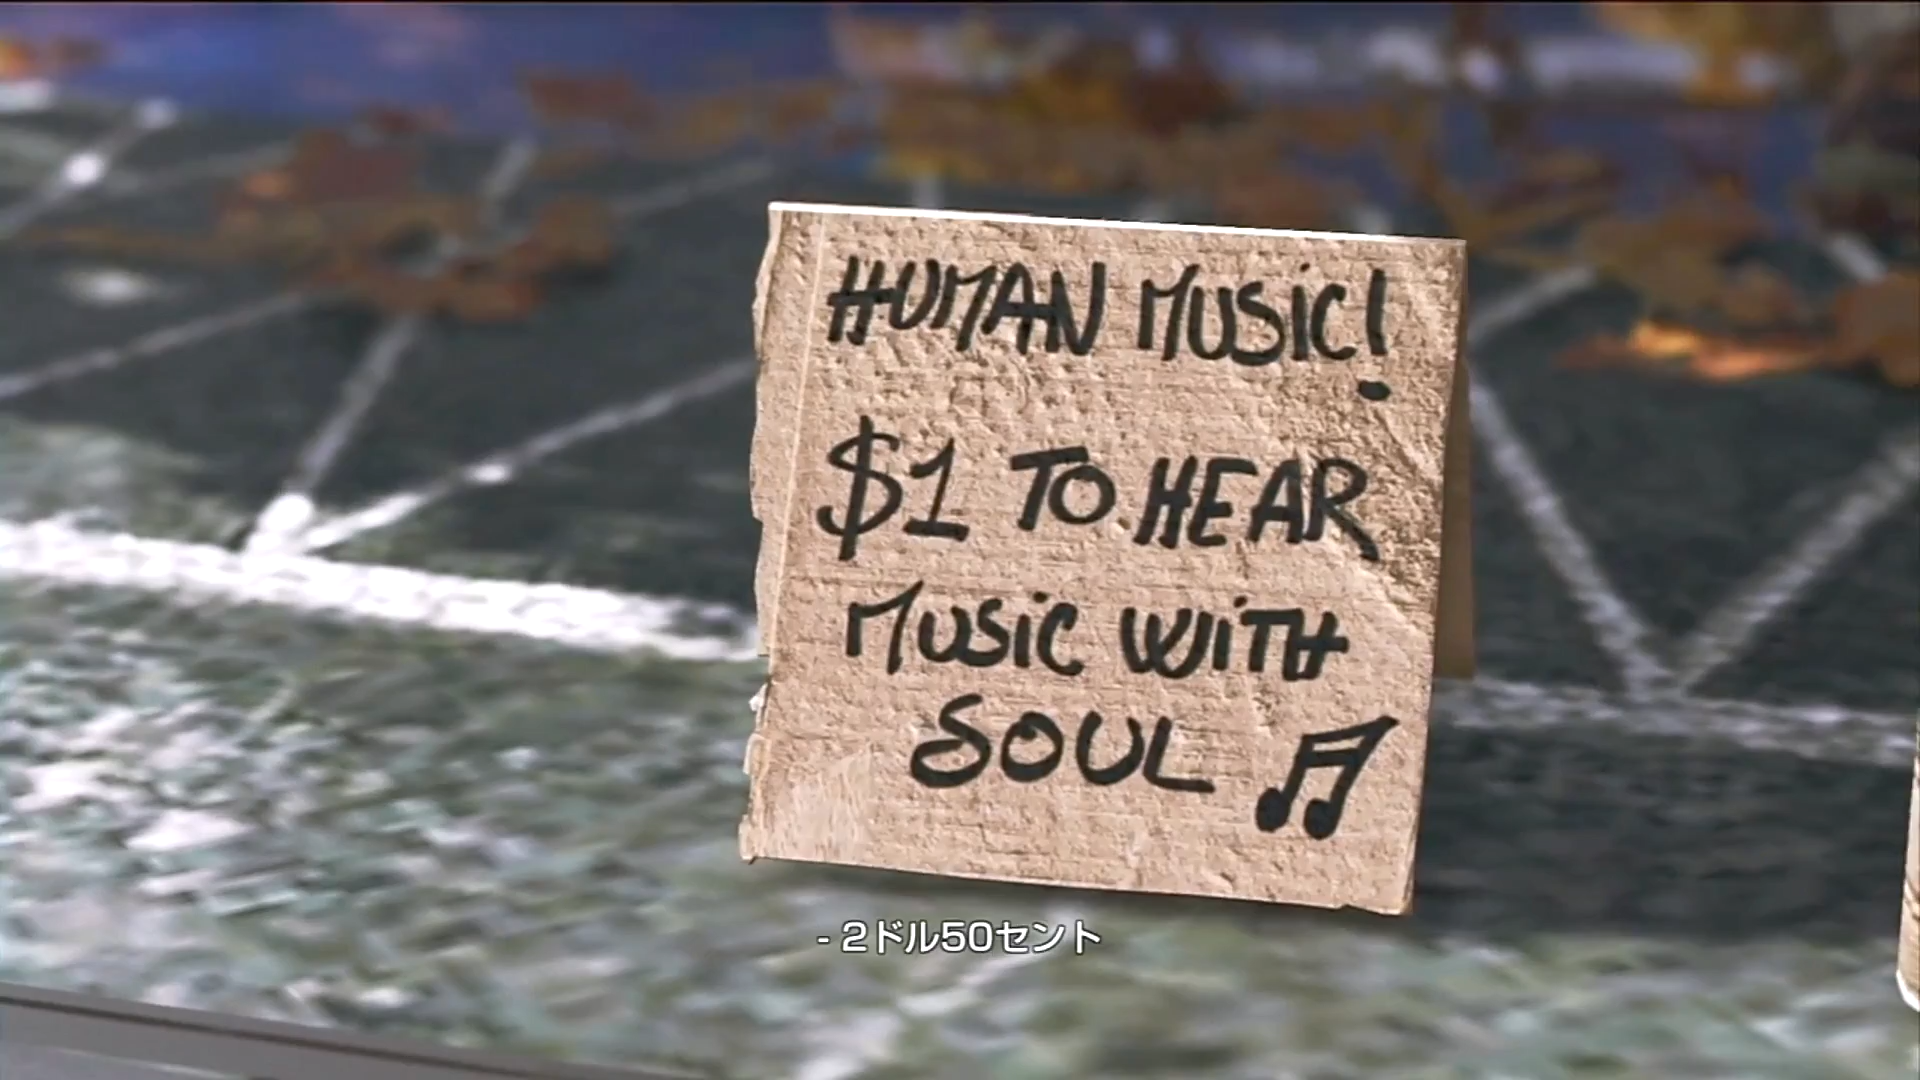 HUMAN MUSiC!
$1 TO HEAR
MUSiC WiTH
SOUL
- 2ドル50セント